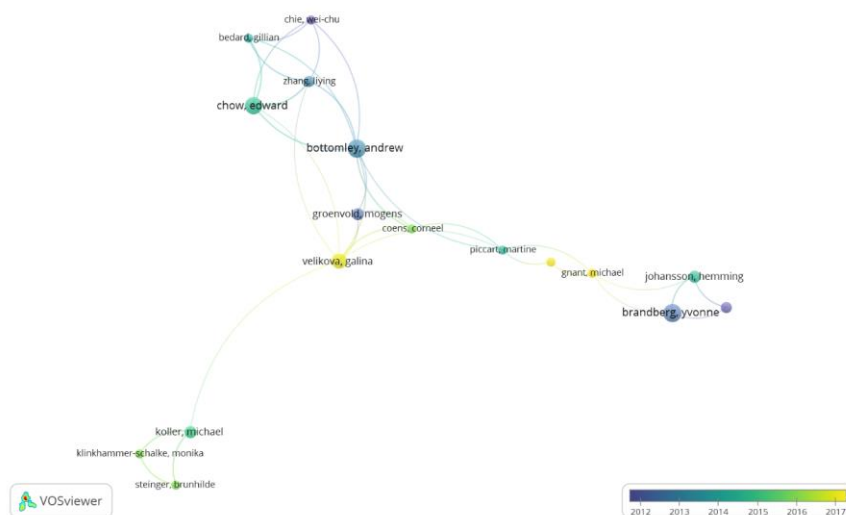 chie, wei-chu
bedard, gillian
zhang, liying
chow, edward
bottomley, andrew
groenvold, mogens
coens, corneel
piccart, martine
velikova, galina
gnant, michael
johansson, hemming
brandberg, yvonne
koller, michael
klinkhammer-schalke, monika
steinger, brunhilde
VOSviewer
2012 2013 2014 2015 2016 2017